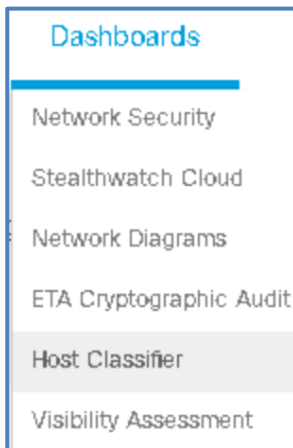 Dashboards
Network Security
Stealthwatch Cloud
Network Diagrams
ETA Cryptographic Audit
Host Classifier
Visibility Assessment